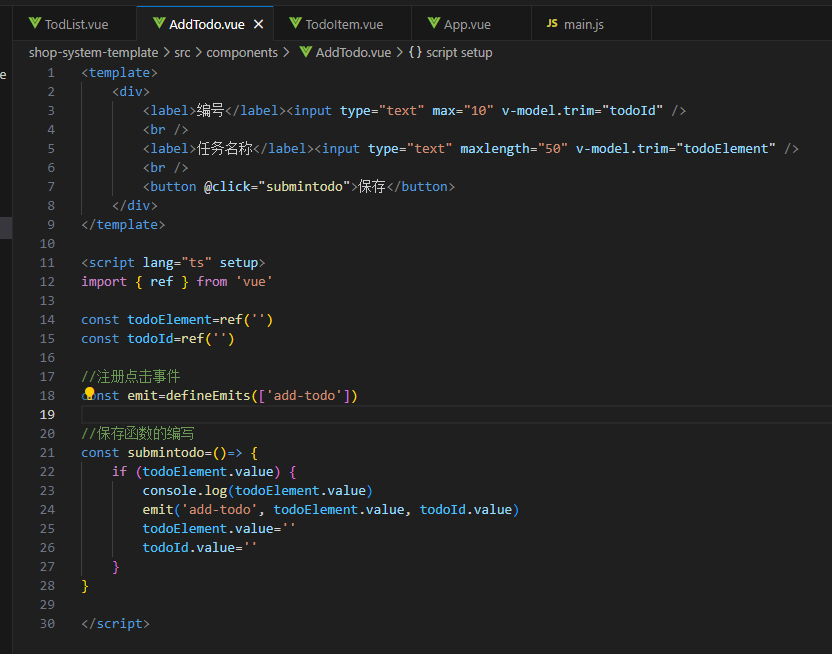 TodList.vue AddTodo.vue TodoItem.vue App.vue JS main.js
shop-system-template > src > components > AddTodo.vue > {} script setup
e
1 <template>
2 <div>
3 <label>编号</label><input type="text" max="10" v-model.trim="todoId" />
4 <br />
5 <label>任务名称</label><input type="text" maxlength="50" v-model.trim="todoElement" />
6 <br />
7 <button @click="submintodo">保存</button>
8 </div>
9 </template>
10
11 <script lang="ts" setup>
12 import { ref } from 'vue'
13
14 const todoElement=ref('')
15 const todoId=ref('')
16
17 //注册点击事件
18 const emit=defineEmits(['add-todo'])
19
20 //保存函数的编写
21 const submintodo=()=> {
22 if (todoElement.value) {
23 console.log(todoElement.value)
24 emit('add-todo', todoElement.value, todoId.value)
25 todoElement.value=''
26 todoId.value=''
27 }
28 }
29
30 </script>